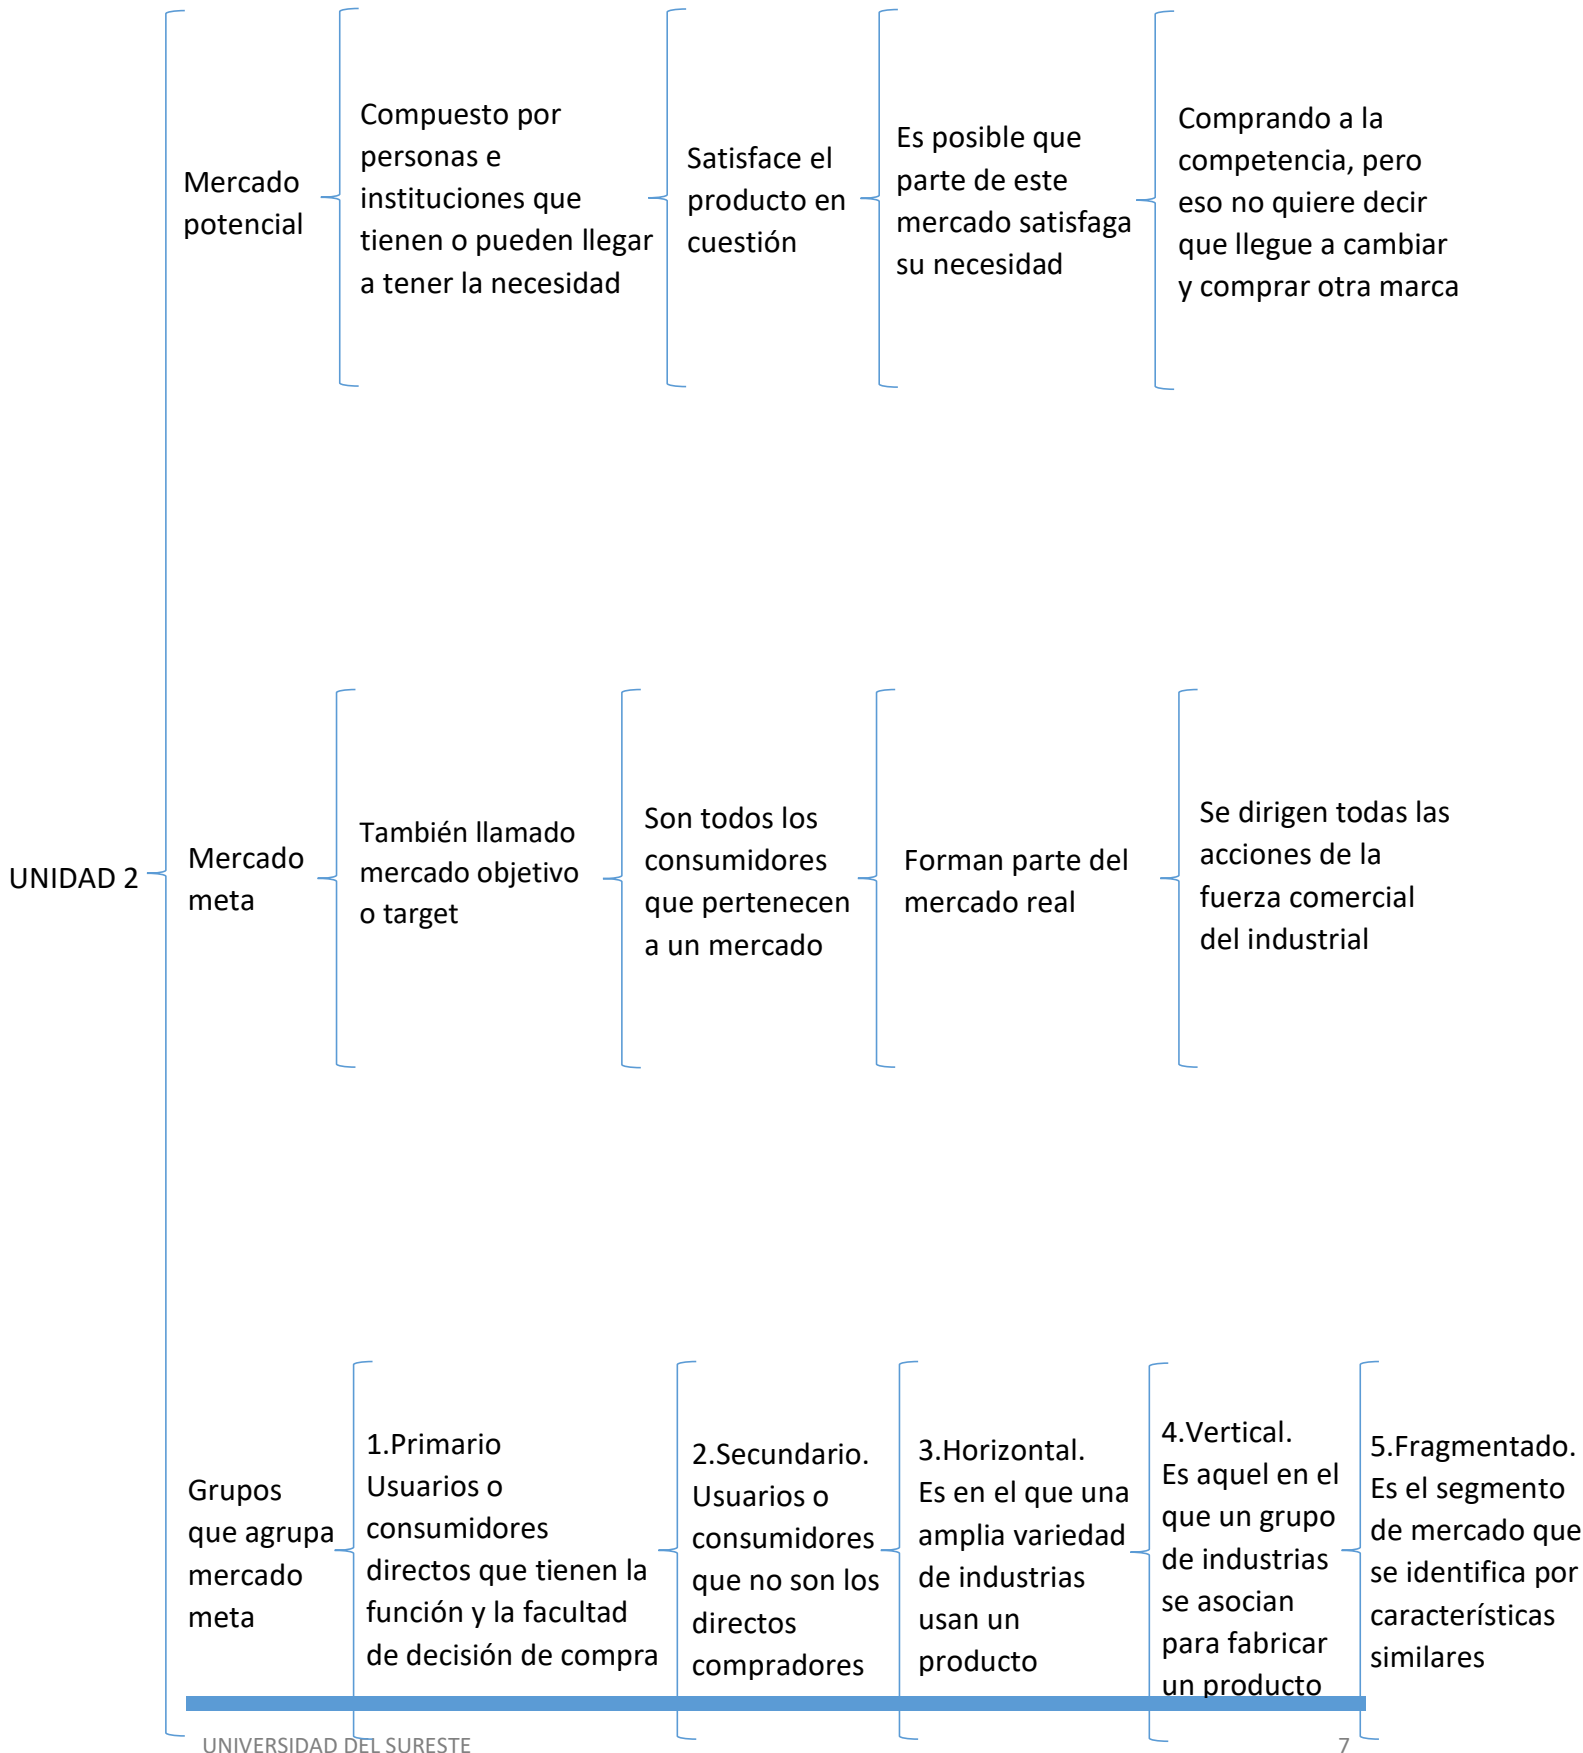 Mercado
potencial
Compuesto por
personas e
instituciones que
tienen o pueden llegar
a tener la necesidad
Satisface el
producto en
cuestión
Es posible que
parte de este
mercado satisfaga
su necesidad
Comprando a la
competencia, pero
eso no quiere decir
que llegue a cambiar
y comprar otra marca
UNIDAD 2
Mercado
meta
También llamado
mercado objetivo
o target
Son todos los
consumidores
que pertenecen
a un mercado
Forman parte del
mercado real
Se dirigen todas las
acciones de la
fuerza comercial
del industrial
Grupos
que agrupa
mercado
meta
1.Primario
Usuarios o
consumidores
directos que tienen la
función y la facultad
de decisión de compra
2.Secundario.
Usuarios o
consumidores
que no son los
directos
compradores
3.Horizontal.
Es en el que una
amplia variedad
de industrias
usan un
producto
4.Vertical.
Es aquel en el
que un grupo
de industrias
se asocian
para fabricar
un producto
5.Fragmentado.
Es el segmento
de mercado que
se identifica por
características
similares
UNIVERSIDAD DEL SURESTE 7